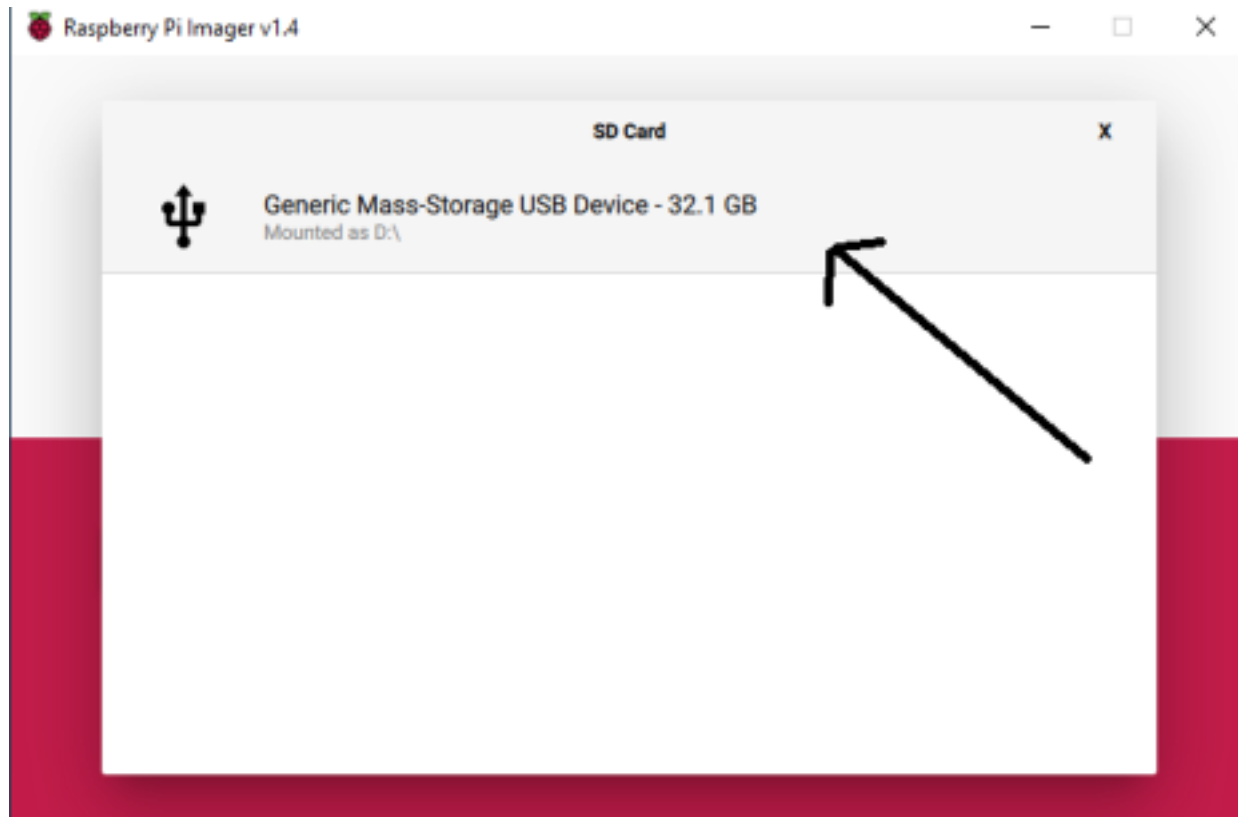 Raspberry Pi Imager v1.4
SD Card
X
Generic Mass-Storage USB Device - 32.1 GB
Mounted as D:\